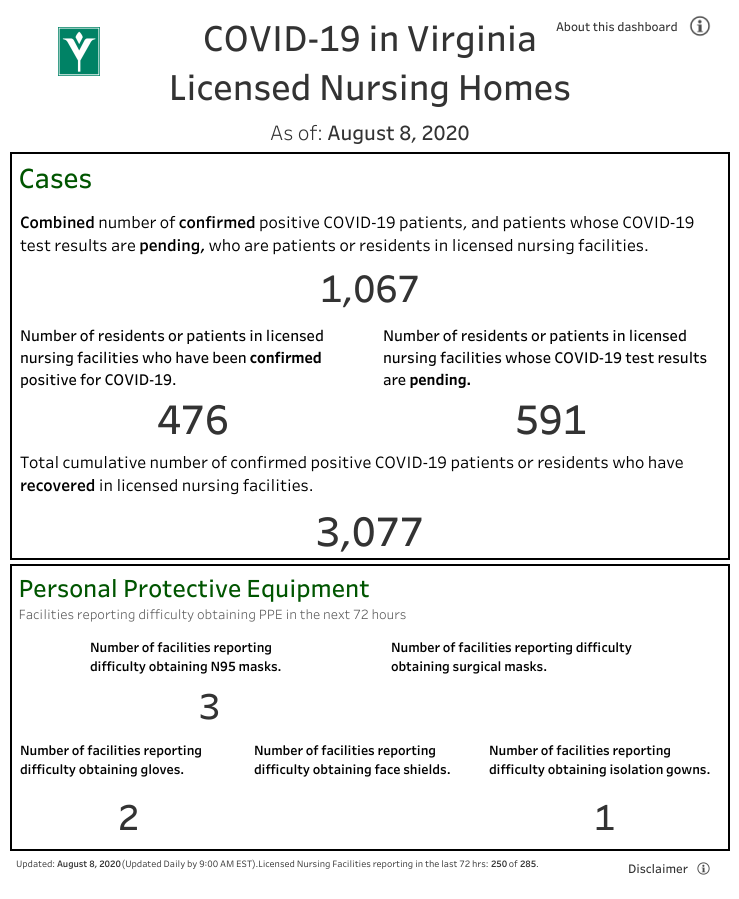 COVID-19 in Virginia
Licensed Nursing Homes
About this dashboard
As of: August 8, 2020
Cases
Combined number of confirmed positive COVID-19 patients, and patients whose COVID-19
test results are pending, who are patients or residents in licensed nursing facilities.
1,067
Number of residents or patients in licensed
nursing facilities who have been confirmed
positive for COVID-19.
476
Number of residents or patients in licensed
nursing facilities whose COVID-19 test results
are pending.
591
Total cumulative number of confirmed positive COVID-19 patients or residents who have
recovered in licensed nursing facilities.
3,077
Personal Protective Equipment
Facilities reporting difficulty obtaining PPE in the next 72 hours
Number of facilities reporting
difficulty obtaining N95 masks.
3
Number of facilities reporting difficulty
obtaining surgical masks.
Number of facilities reporting
difficulty obtaining gloves.
2
Number of facilities reporting
difficulty obtaining face shields.
Number of facilities reporting
difficulty obtaining isolation gowns.
1
Updated: August 8, 2020(Updated Daily by 9:00 AM EST).Licensed Nursing Facilities reporting in the last 72 hrs: 250 of 285.
Disclaimer